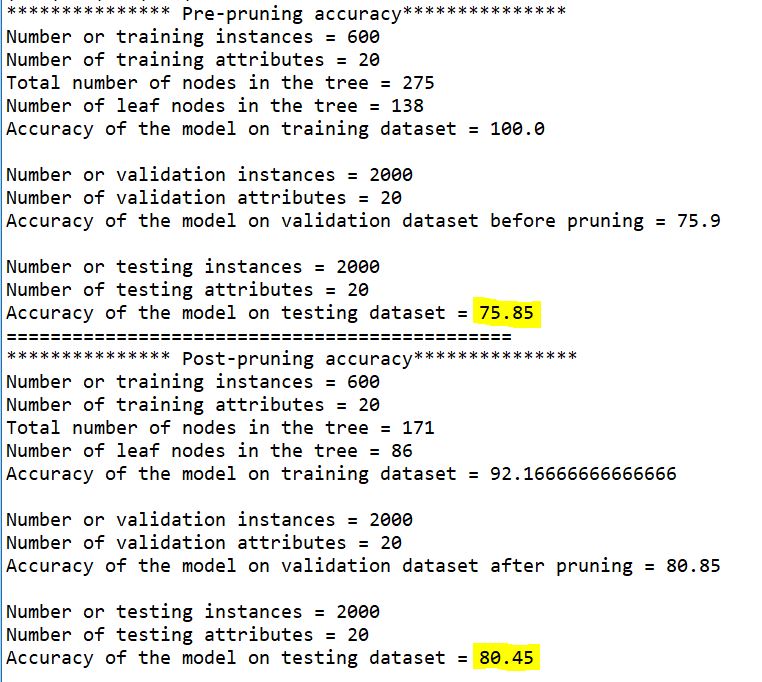 *************** Pre-pruning accuracy***************
Number or training instances = 600
Number of training attributes = 20
Total number of nodes in the tree = 275
Number of leaf nodes in the tree = 138
Accuracy of the model on training dataset = 100.0
Number or validation instances = 2000
Number of validation attributes = 20
Accuracy of the model on validation dataset before pruning = 75.9
Number or testing instances = 2000
Number of testing attributes = 20
Accuracy of the model on testing dataset = 75.85
==============================================
*************** Post-pruning accuracy***************
Number or training instances = 600
Number of training attributes = 20
Total number of nodes in the tree = 171
Number of leaf nodes in the tree = 86
Accuracy of the model on training dataset = 92.16666666666666
Number or validation instances = 2000
Number of validation attributes = 20
Accuracy of the model on validation dataset after pruning = 80.85
Number or testing instances = 2000
Number of testing attributes = 20
Accuracy of the model on testing dataset = 80.45